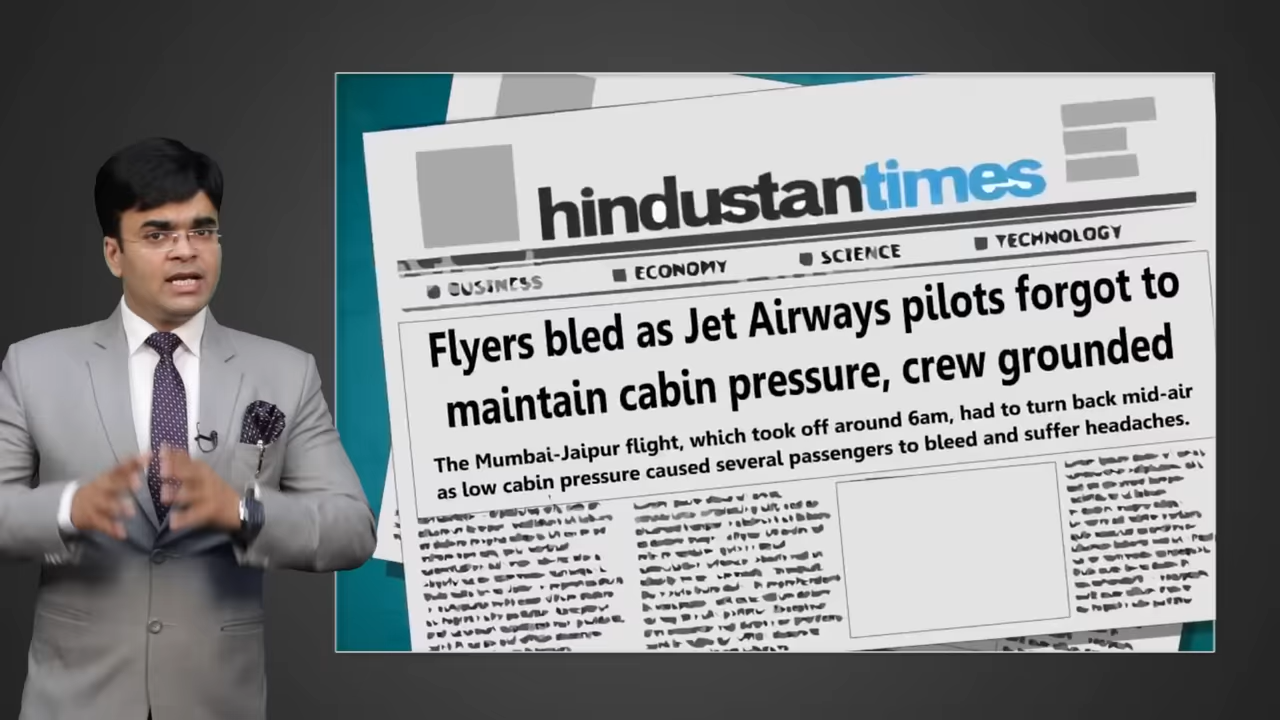 hindustantimes
BUSINESS ECONOMY SCIENCE TECHNOLOGY
Flyers bled as Jet Airways pilots forgot to
maintain cabin pressure, crew grounded
The Mumbai-Jaipur flight, which took off around 6am, had to turn back mid-air
as low cabin pressure caused several passengers to bleed and suffer headaches.